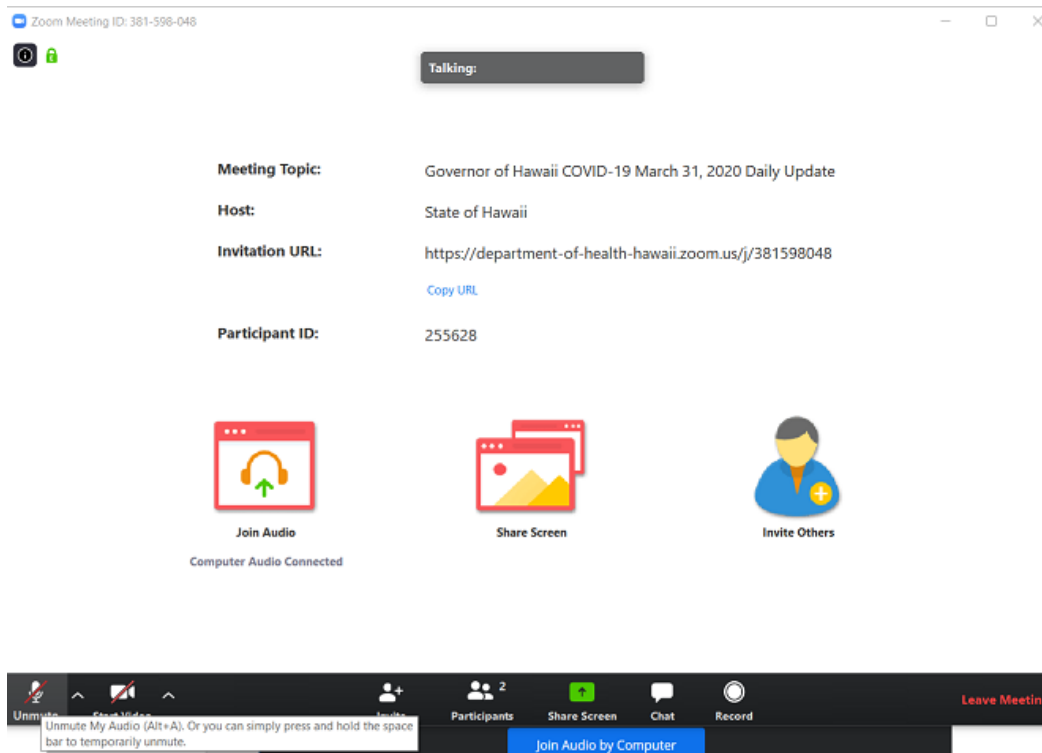 Zoom Meeting ID: 381-598-048
Talking:
Meeting Topic: Governor of Hawaii COVID-19 March 31, 2020 Daily Update
Host: State of Hawaii
Invitation URL: https://department-of-health-hawaii.zoom.us/j/381598048
Copy URL
Participant ID: 255628
Join Audio Share Screen Invite Others
Computer Audio Connected
2
Unmute Start Video Invite Participants Share Screen Chat Record Leave Meetin
Unmute My Audio (Alt+A). Or you can simply press and hold the space
bar to temporarily unmute.
Join Audio by Computer